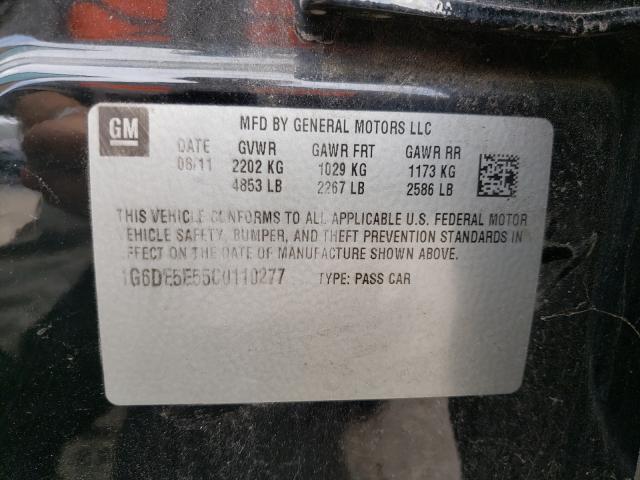 GM
MFD BY GENERAL MOTORS LLC
DATE GVWR GAWR FRT GAWR RR
08/11 2202 KG 1029 KG 1173 KG
4853 LB 2267 LB 2586 LB
THIS VEHICLE CONFORMS TO ALL APPLICABLE U.S. FEDERAL MOTOR
VEHICLE SAFETY, BUMPER, AND THEFT PREVENTION STANDARDS IN
EFFECT ON THE DATE OF MANUFACTURE SHOWN ABOVE.
1G6DE5E55C0110277 TYPE: PASS CAR